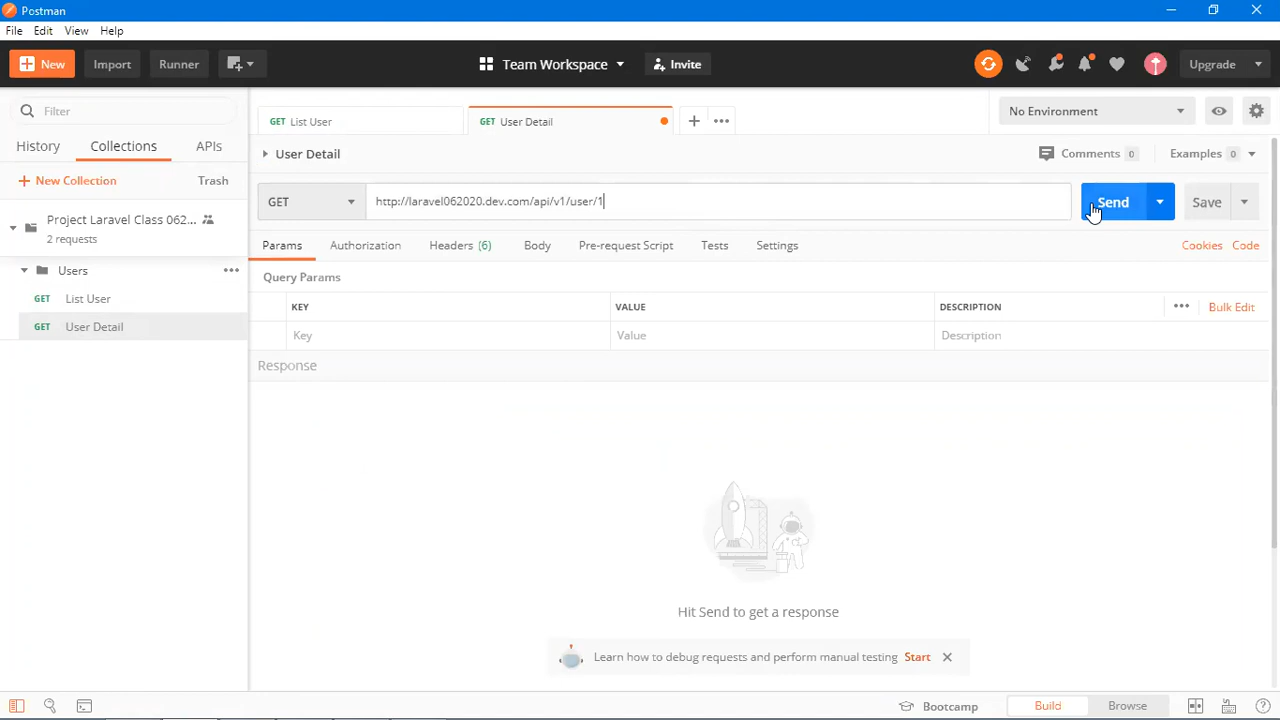 Postman
File Edit View Help
New Import Runner Team Workspace Invite Upgrade
Filter
History Collections APIs
+ New Collection Trash
Project Laravel Class 062...
2 requests
Users
GET List User
GET User Detail
GET List User GET User Detail No Environment
User Detail Comments 0 Examples 0
GET http://laravel062020.dev.com/api/v1/user/1 Send Save
Params Authorization Headers (6) Body Pre-request Script Tests Settings Cookies Code
Query Params
KEY VALUE DESCRIPTION Bulk Edit
Key Value Description
Response
Hit Send to get a response
Learn how to debug requests and perform manual testing Start
Bootcamp Build Browse